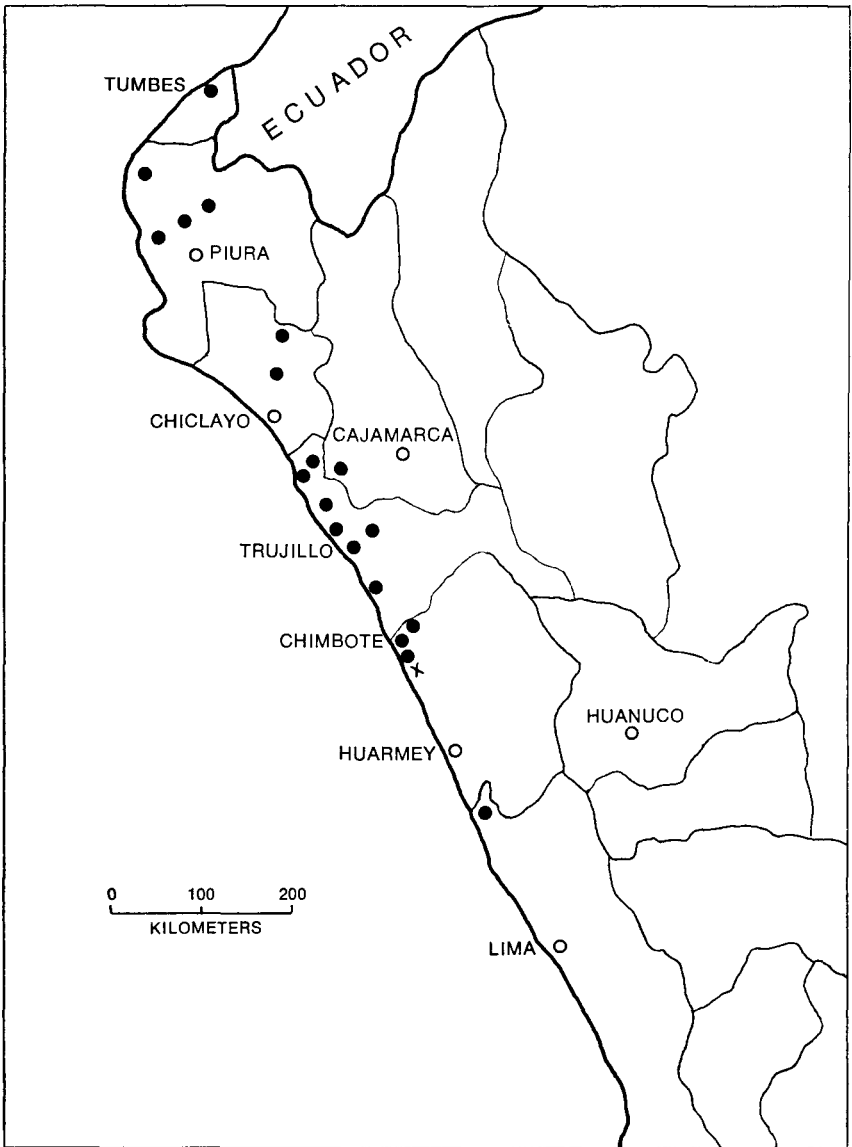 ECUADOR
TUMBES
PIURA
CHICLAYO
CAJAMARCA
TRUJILLO
CHIMBOTE
X
HUANUCO
HUARMEY
0 100 200
KILOMETERS
LIMA